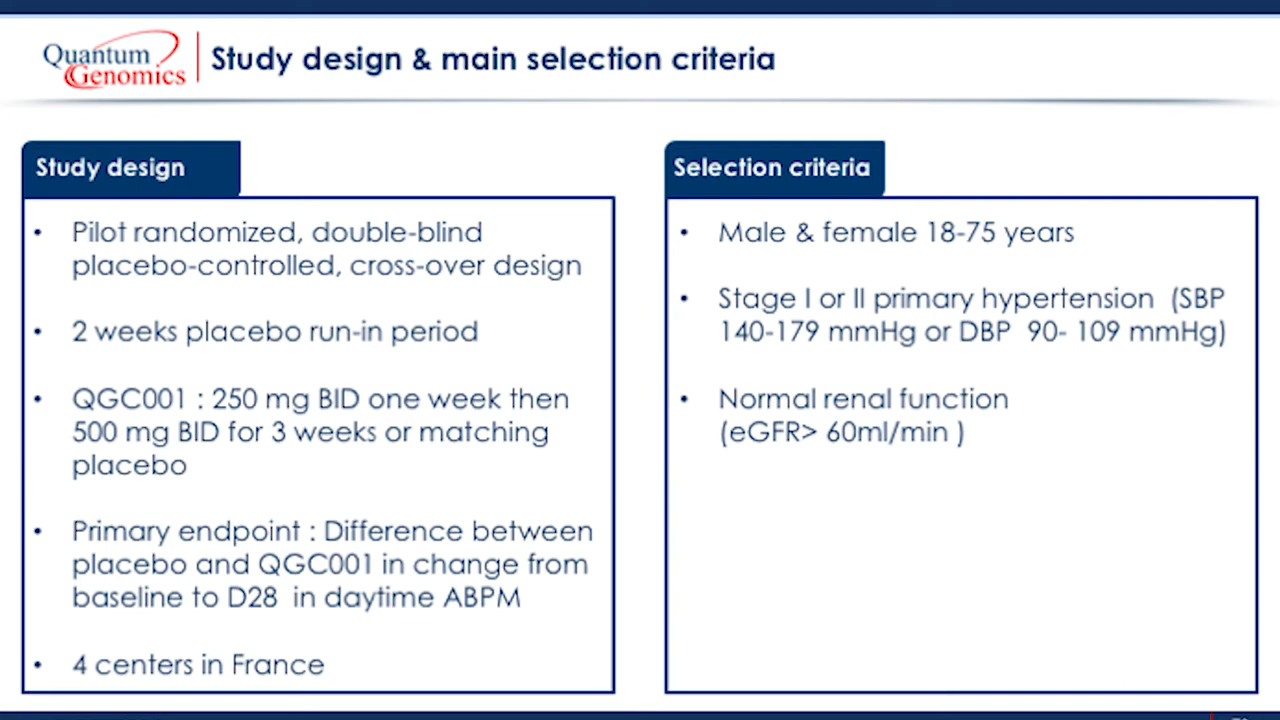 Quantum
Genomics
Study design & main selection criteria
Study design
• Pilot randomized, double-blind
placebo-controlled, cross-over design
• 2 weeks placebo run-in period
• QGC001 : 250 mg BID one week then
500 mg BID for 3 weeks or matching
placebo
• Primary endpoint : Difference between
placebo and QGC001 in change from
baseline to D28 in daytime ABPM
• 4 centers in France
Selection criteria
• Male & female 18-75 years
• Stage I or II primary hypertension (SBP
140-179 mmHg or DBP 90- 109 mmHg)
• Normal renal function
(eGFR> 60ml/min )